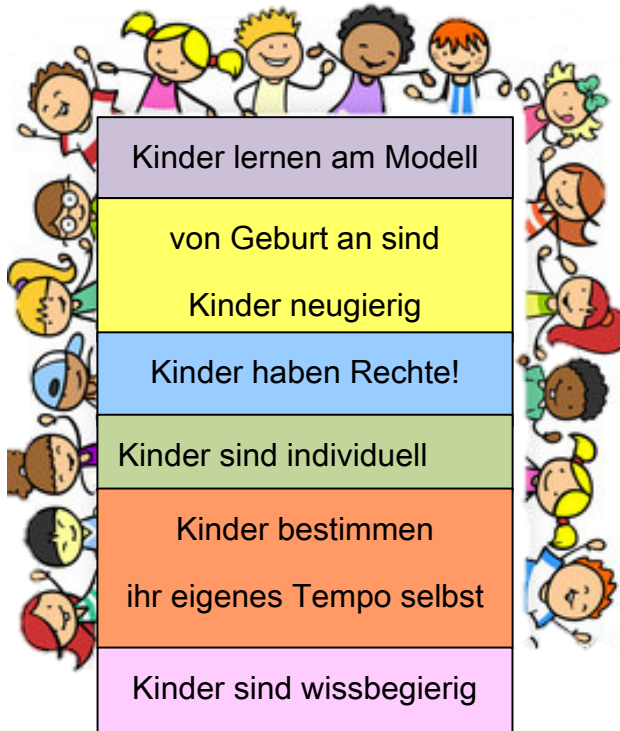 Kinder lernen am Modell
von Geburt an sind
Kinder neugierig
Kinder haben Rechte!
Kinder sind individuell
Kinder bestimmen
ihr eigenes Tempo selbst
Kinder sind wissbegierig